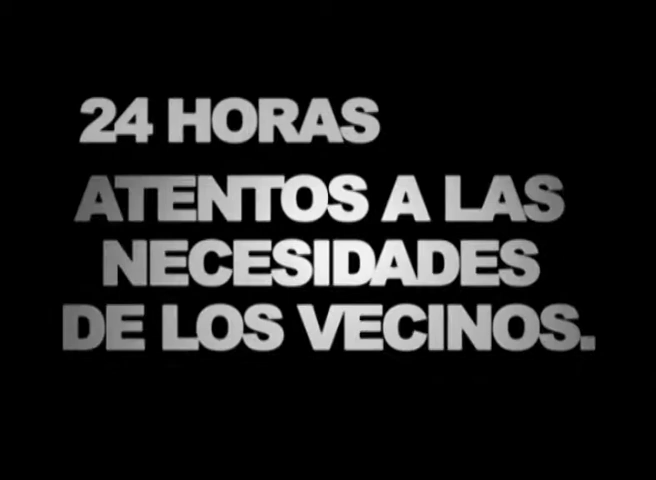 24 HORAS
ATENTOS A LAS
NECESIDADES
DE LOS VECINOS.